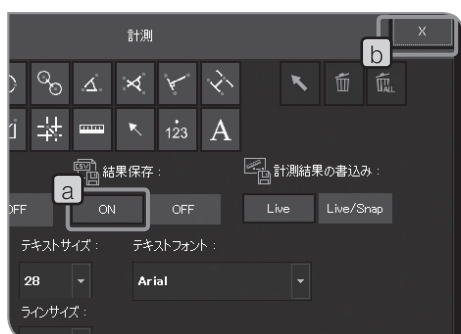 計測
X
b
ALL
123 A
CSV 結果保存 : 計測結果の書込み :
a
OFF ON OFF Live Live/Snap
テキストサイズ : テキストフォント :
28 Arial
ラインサイズ :